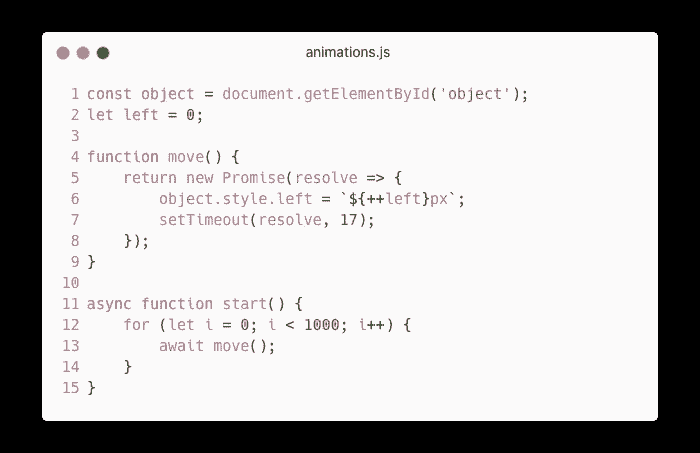 animations.js
1 const object = document.getElementById('object');
2 let left = 0;
3
4 function move() {
5     return new Promise(resolve => {
6         object.style.left = `${++left}px`;
7         setTimeout(resolve, 17);
8     });
9 }
10
11 async function start() {
12     for (let i = 0; i < 1000; i++) {
13         await move();
14     }
15 }